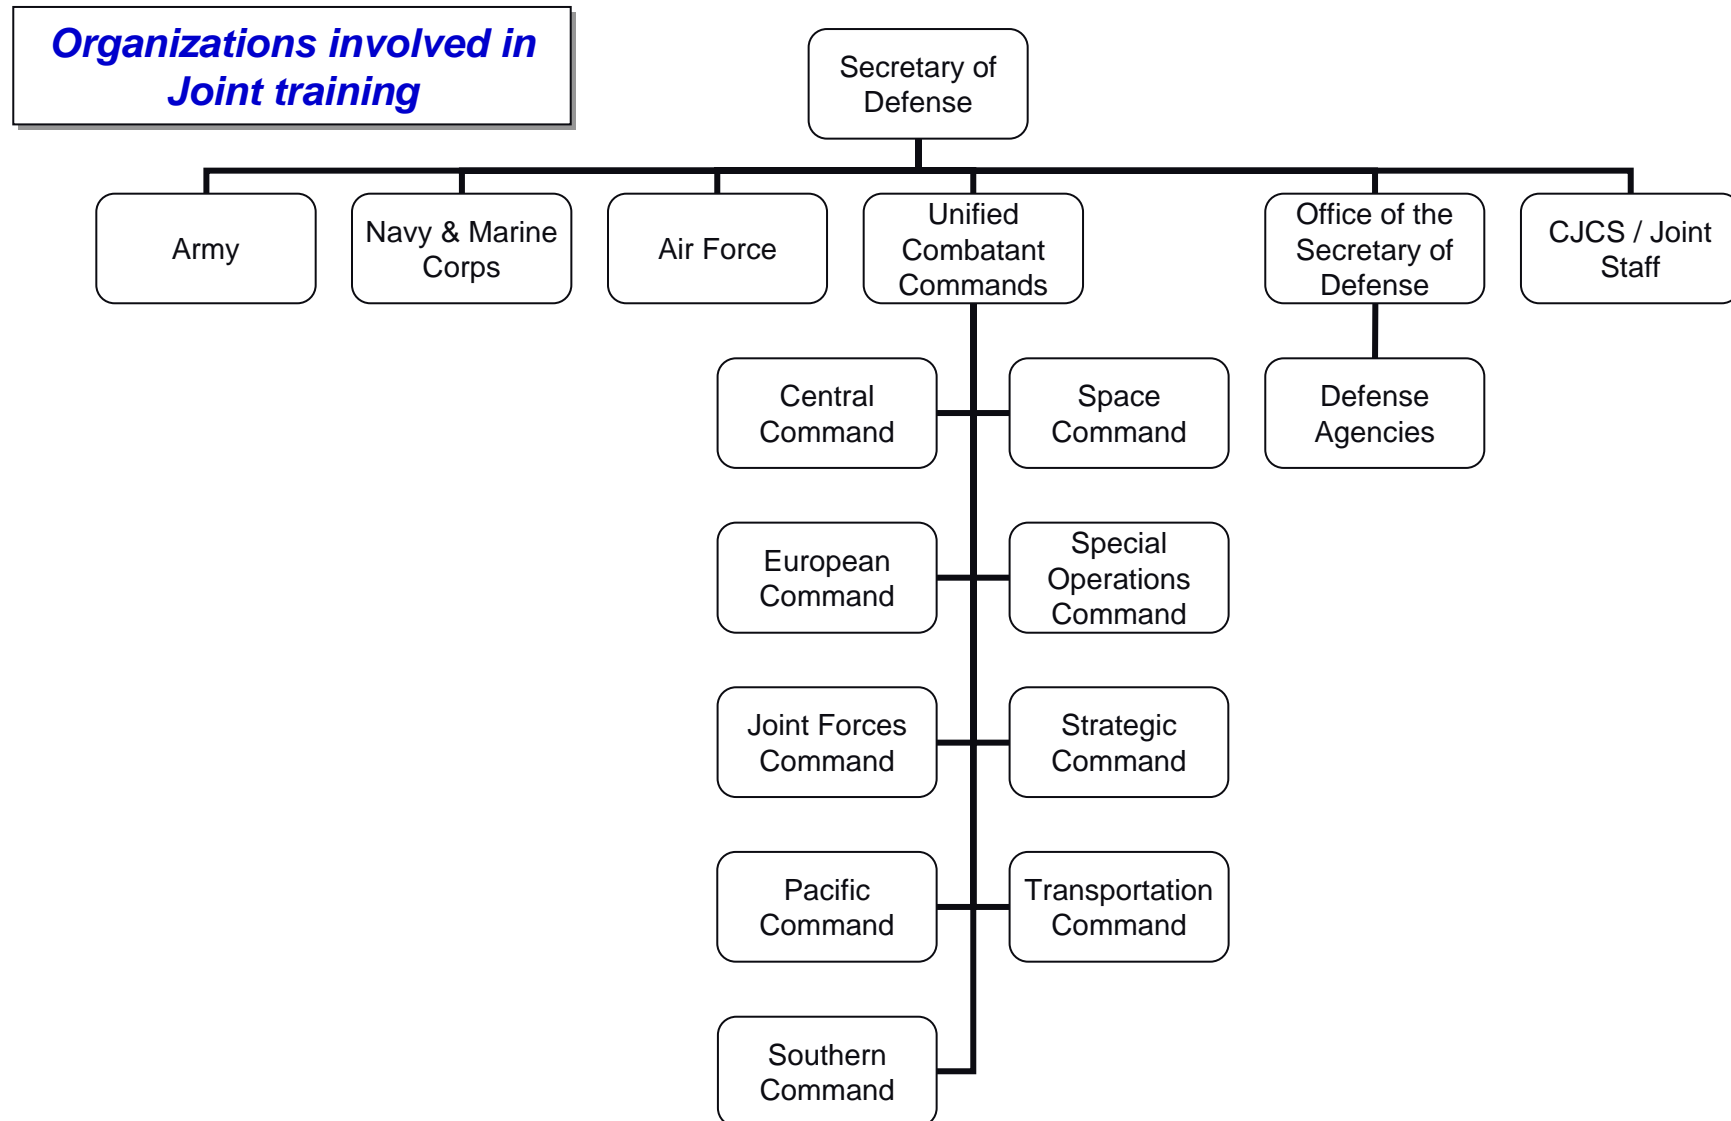 Organizations involved in
Joint training
Secretary of
Defense
Army
Navy & Marine
Corps
Air Force
Unified
Combatant
Commands
Office of the
Secretary of
Defense
CJCS / Joint
Staff
Central
Command
Space
Command
Defense
Agencies
European
Command
Special
Operations
Command
Joint Forces
Command
Strategic
Command
Pacific
Command
Transportation
Command
Southern
Command